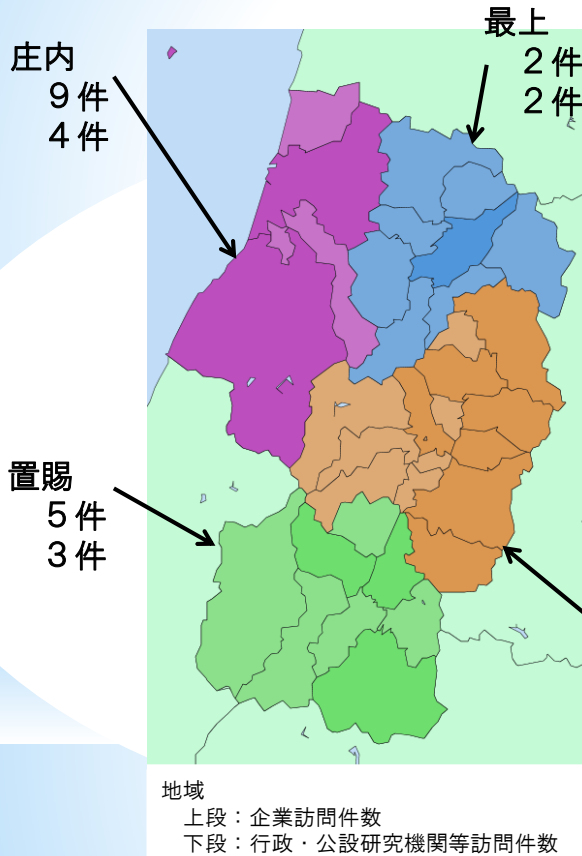 最上
２件
２件
庄内
９件
４件
置賜
５件
３件
地域
上段：企業訪問件数
下段：行政・公設研究機関等訪問件数